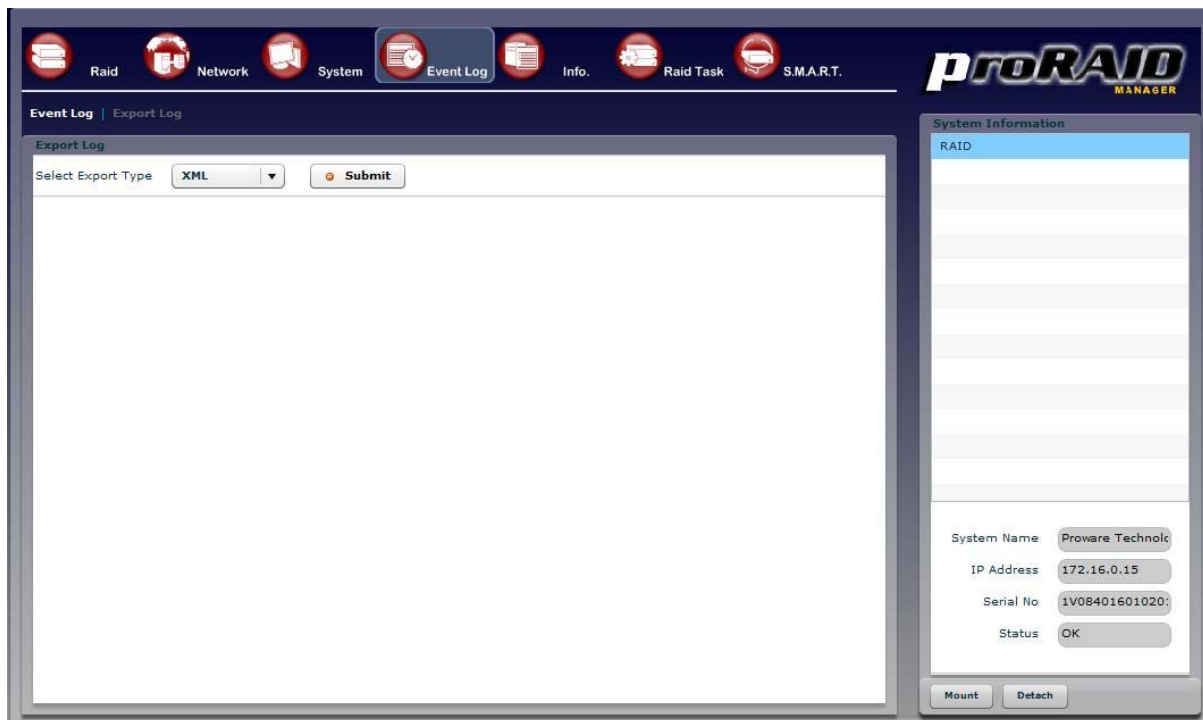 Raid Network System Event Log Info. Raid Task S.M.A.R.T.
proRAID
MANAGER
Event Log | Export Log
Export Log
Select Export Type XML Submit
System Information
RAID
System Name Proware Technolo
IP Address 172.16.0.15
Serial No 1V08401601020
Status OK
Mount Detach